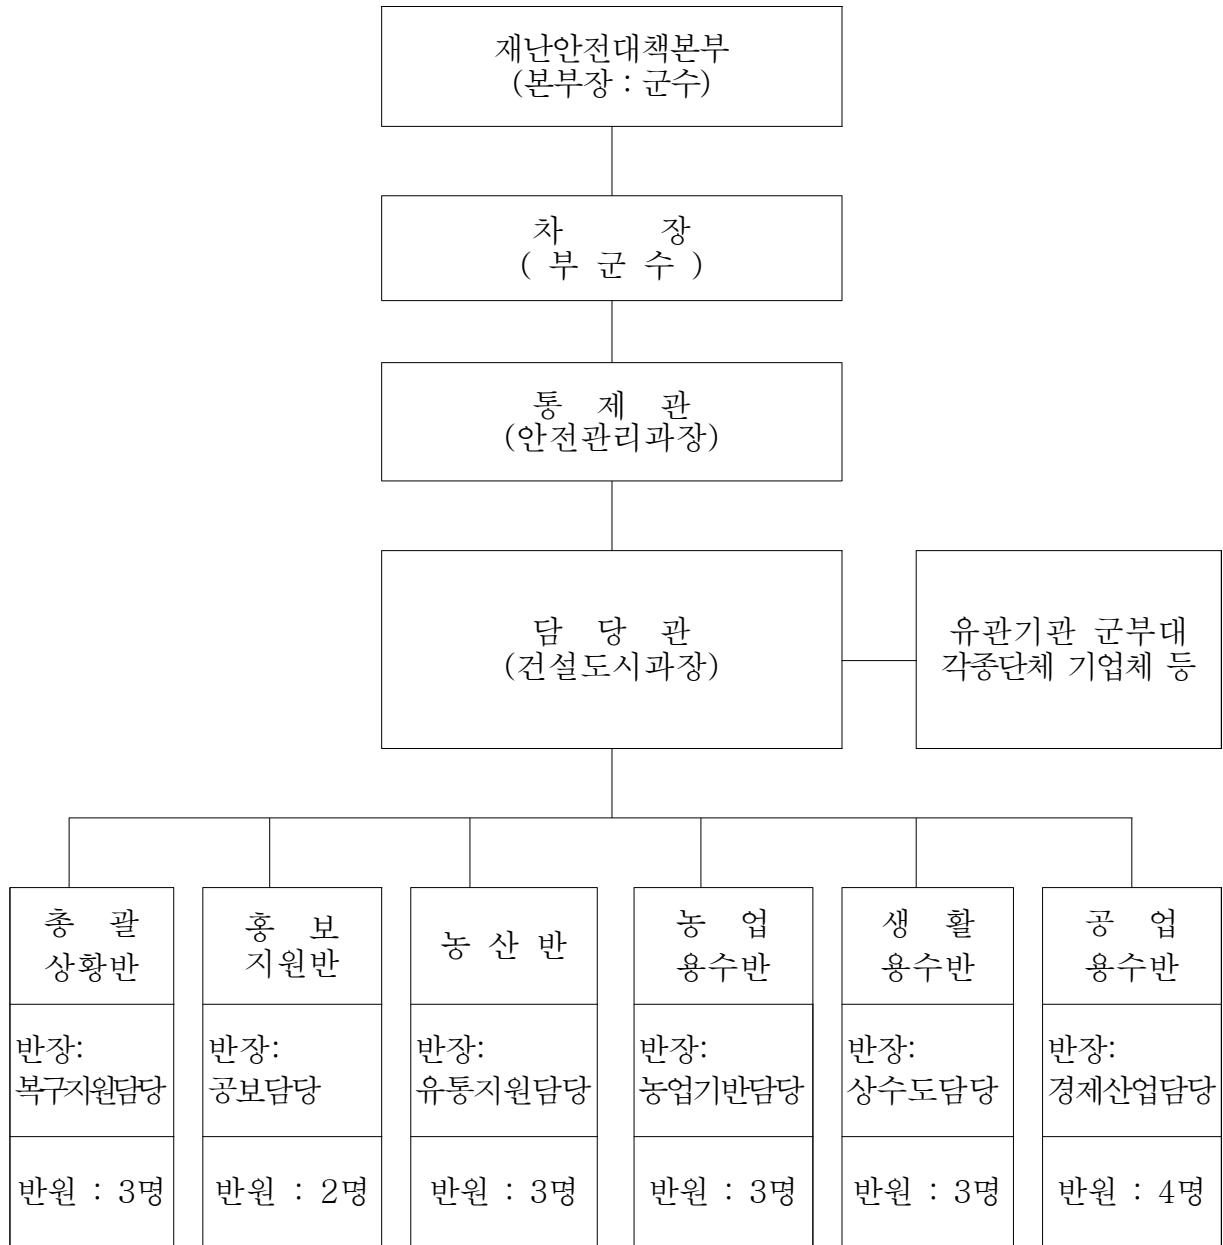 재난안전대책본부
(본부장 : 군수)
차 장
( 부 군 수 )
통 제 관
(안전관리과장)
담 당 관
(건설도시과장)
유관기관 군부대
각종단체 기업체 등
총 괄
상황반
반장:
복구지원담당
반원 : 3명
홍 보
지원반
반장:
공보담당
반원 : 2명
농 산 반
반장:
유통지원담당
반원 : 3명
농 업
용수반
반장:
농업기반담당
반원 : 3명
생 활
용수반
반장:
상수도담당
반원 : 3명
공 업
용수반
반장:
경제산업담당
반원 : 4명